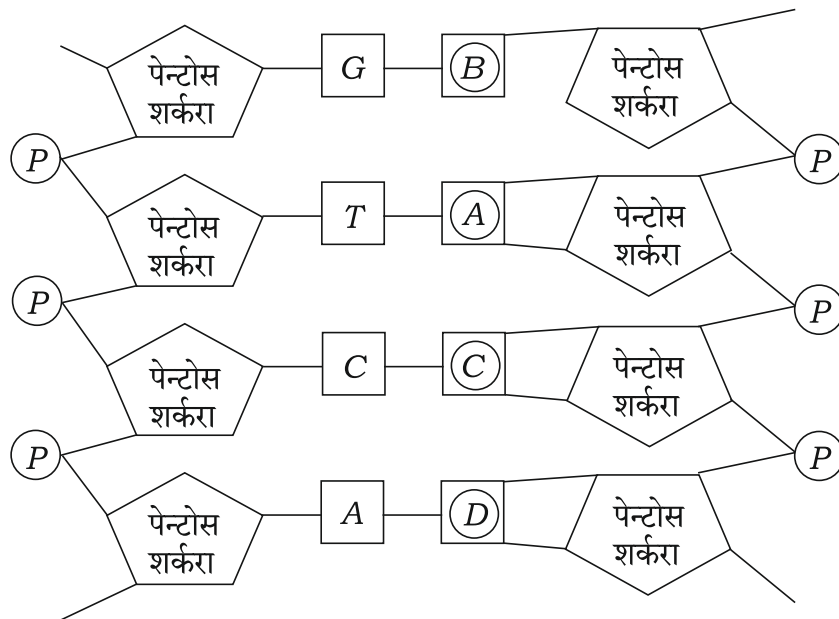 पेन्टोस
शर्करा
G
B
पेन्टोस
शर्करा
P
P
पेन्टोस
शर्करा
T
A
पेन्टोस
शर्करा
P
P
पेन्टोस
शर्करा
C
C
पेन्टोस
शर्करा
P
P
पेन्टोस
शर्करा
A
D
पेन्टोस
शर्करा